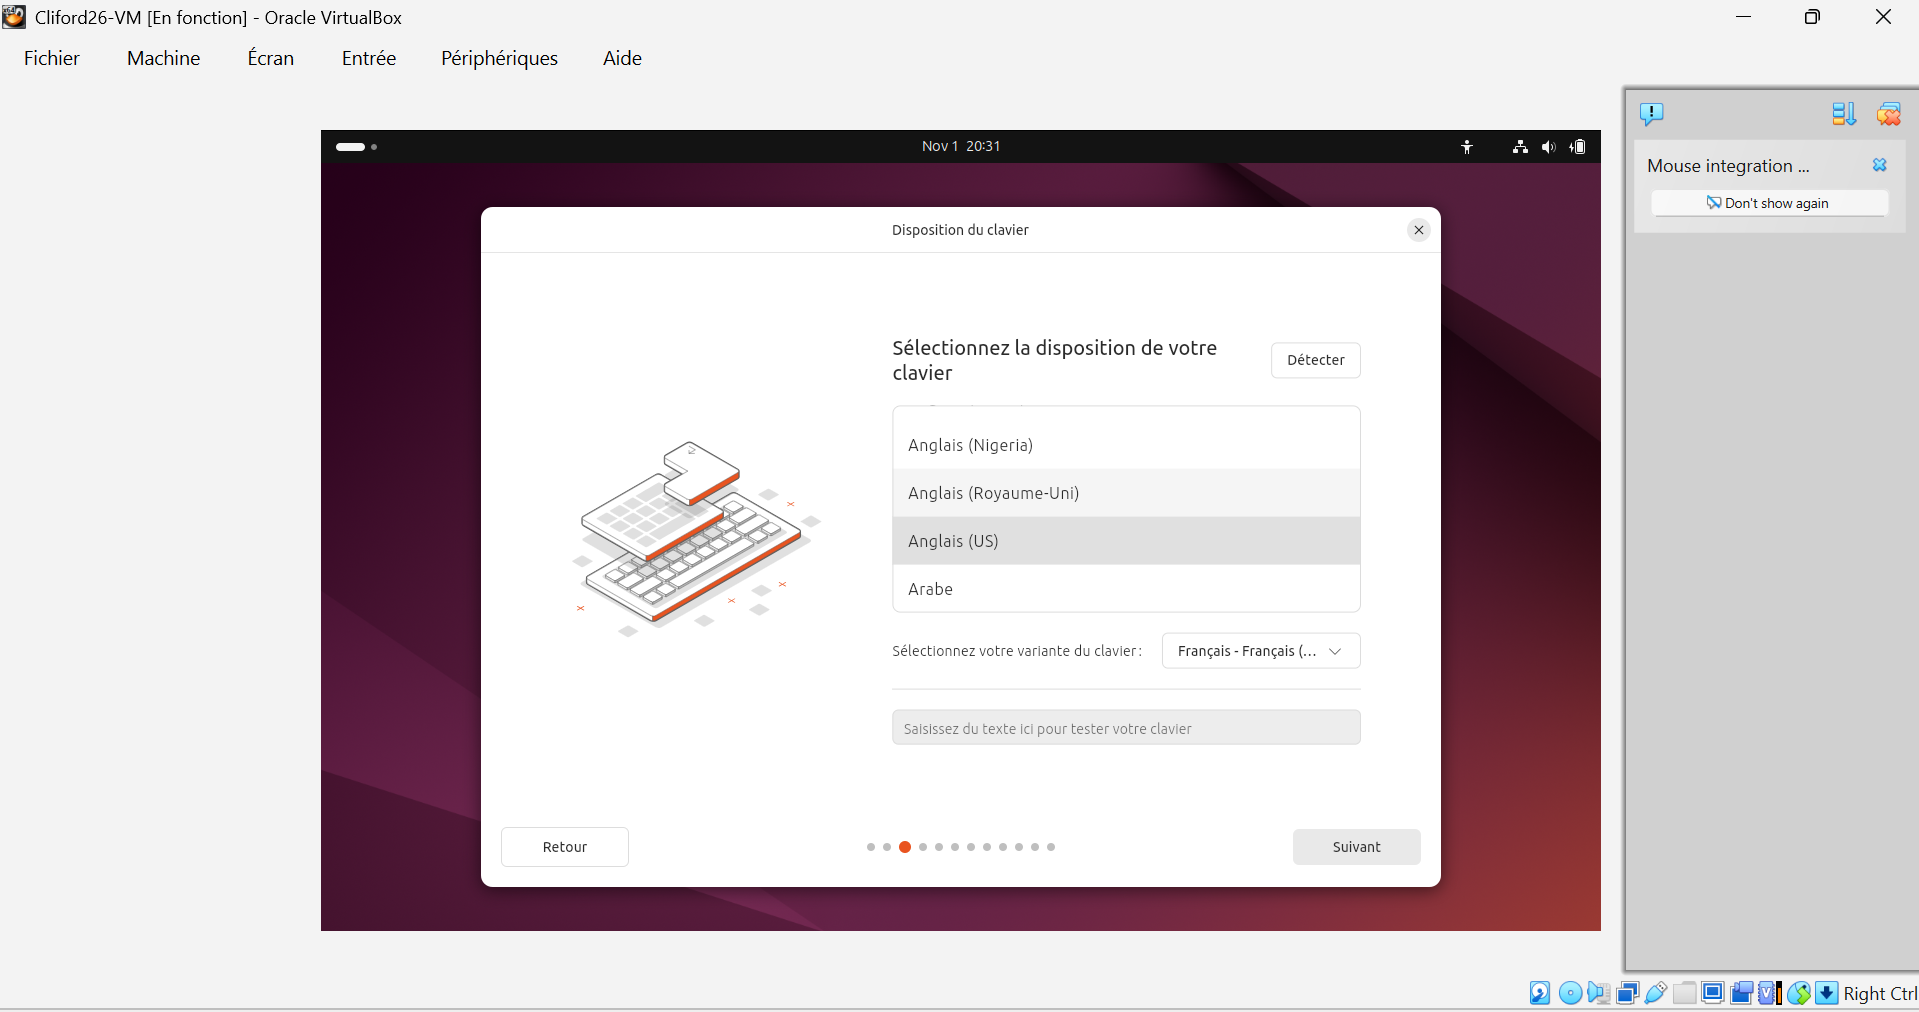 Cliford26-VM [En fonction] - Oracle VirtualBox
Fichier Machine Écran Entrée Périphériques Aide
Nov 1 20:31
Mouse integration ...
Don't show again
Disposition du clavier
Sélectionnez la disposition de votre
clavier
Détecter
Anglais (Nigeria)
Anglais (Royaume-Uni)
Anglais (US)
Arabe
Sélectionnez votre variante du clavier :
Français - Français (...
Saisissez du texte ici pour tester votre clavier
Retour
Suivant
Right Ctrl